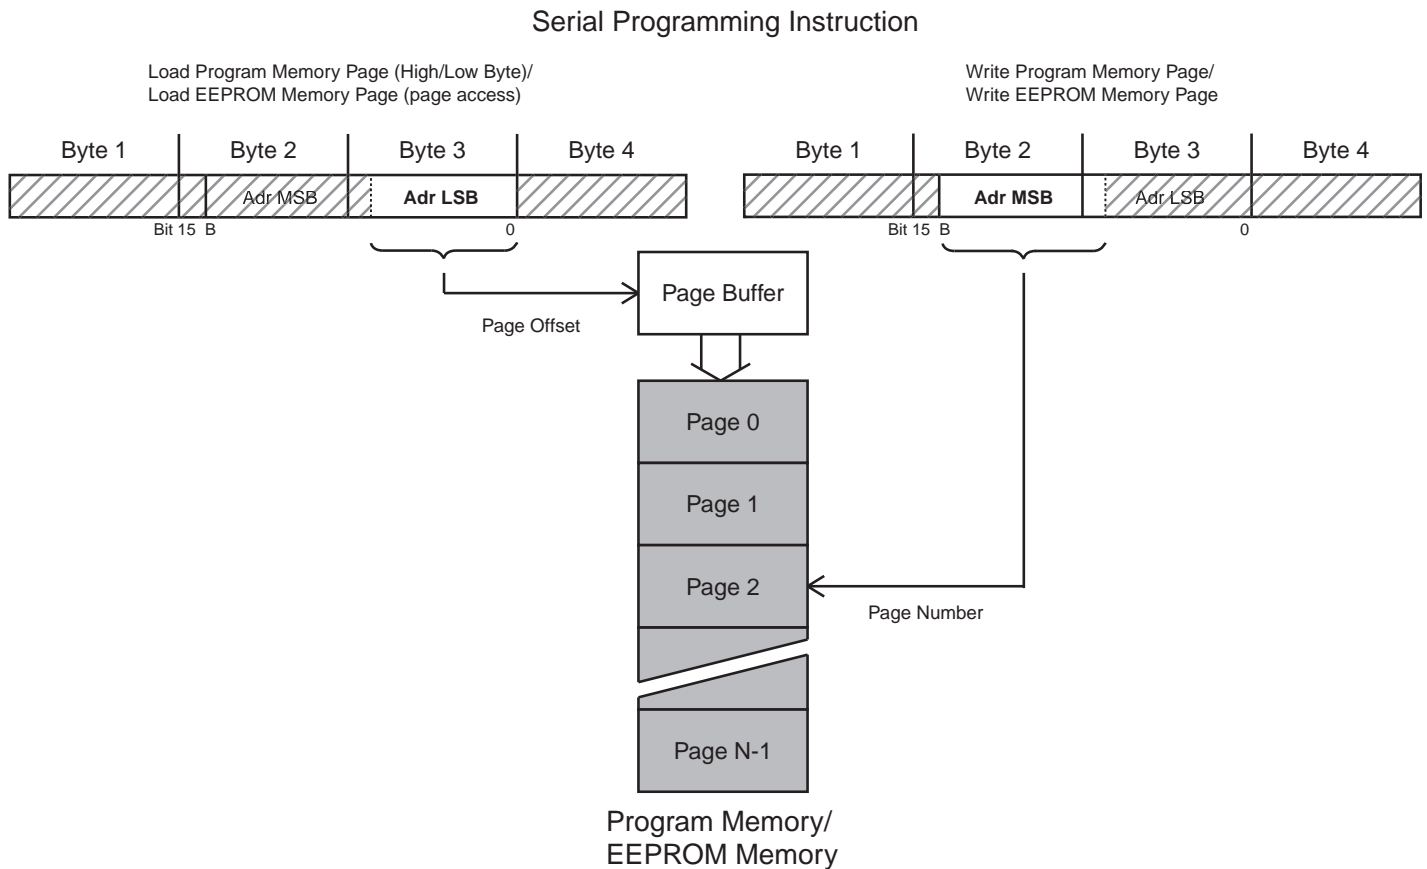 Serial Programming Instruction
Load Program Memory Page (High/Low Byte)/
Load EEPROM Memory Page (page access)
Write Program Memory Page/
Write EEPROM Memory Page
Byte 1
Byte 2
Byte 3
Byte 4
Byte 1
Byte 2
Byte 3
Byte 4
Adr MSB
Adr LSB
Adr MSB
Adr LSB
Bit 15 B
0
Bit 15 B
0
Page Buffer
Page Offset
Page 0
Page 1
Page 2
Page Number
Page N-1
Program Memory/
EEPROM Memory